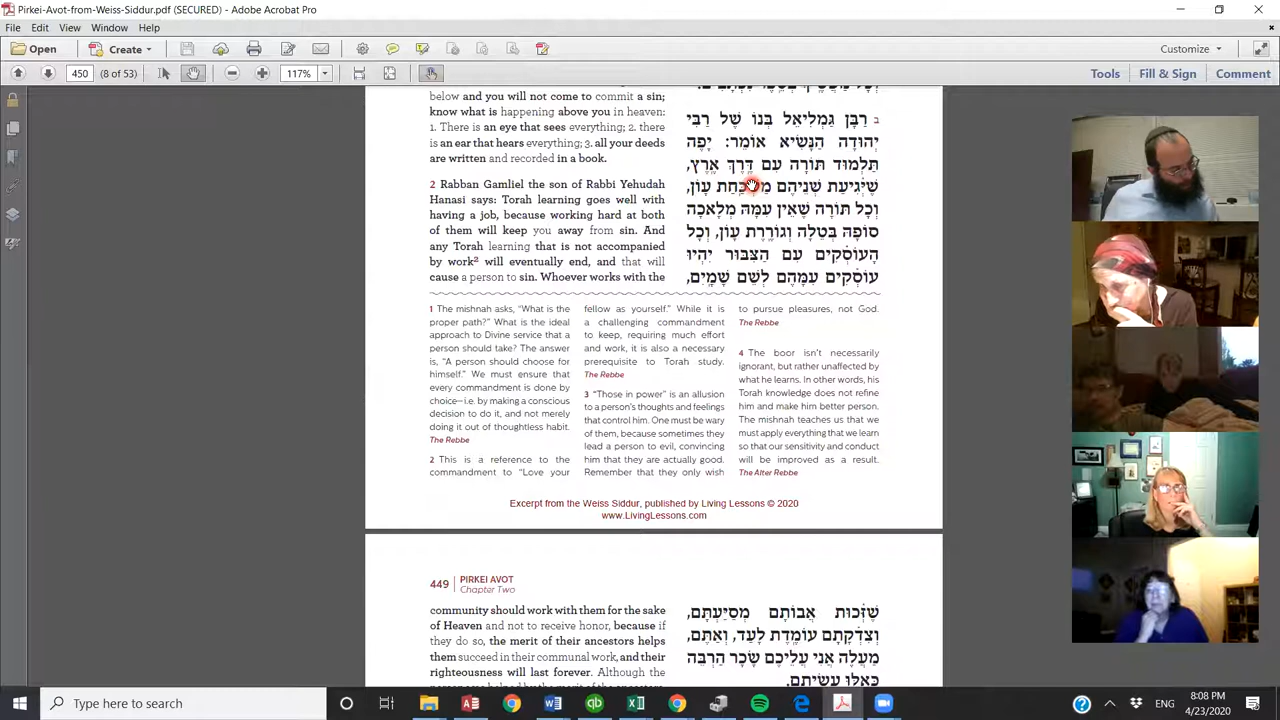 Pirkei-Avot-from-Weiss-Siddur.pdf (SECURED) - Adobe Acrobat Pro
File Edit View Window Help
Open Create Customize
450 (8 of 53) 117% Tools Fill & Sign Comment
below and you will not come to commit a sin;
know what is happening above you in heaven:
1. There is an eye that sees everything; 2. there
is an ear that hears everything; 3. all your deeds
are written and recorded in a book.
2 Rabban Gamliel the son of Rabbi Yehudah
Hanasi says: Torah learning goes well with
having a job, because working hard at both
of them will keep you away from sin. And
any Torah learning that is not accompanied
by work² will eventually end, and that will
cause a person to sin. Whoever works with the
ב רַבָּן גַּמְלִיאֵל בְּנוֹ שֶׁל רַבִּי
יְהוּדָה הַנָּשִׂיא אוֹמֵר: יָפֶה
תַּלְמוּד תּוֹרָה עִם דֶּרֶךְ אֶרֶץ,
שֶׁיְּגִיעַת שְׁנֵיהֶם עָוֹן,
וְכָל תּוֹרָה שֶׁאֵין עִמָּהּ מְלָאכָה
סוֹפָהּ בְּטֵלָה וְגוֹרֶרֶת עָוֹן, וְכָל
הָעוֹסְקִים עִם הַצִּבּוּר יִהְיוּ
עוֹסְקִים עִמָּהֶם לְשֵׁם שָׁמַיִם,
1 The mishnah asks, “What is the
proper path?” What is the ideal
approach to Divine service that a
person should take? The answer
is, “A person should choose for
himself.” We must ensure that
every commandment is done by
choice—i.e. by making a conscious
decision to do it, and not merely
doing it out of thoughtless habit.
The Rebbe
2 This is a reference to the
commandment to “Love your
fellow as yourself.” While it is
a challenging commandment
to keep, requiring much effort
and work, it is also a necessary
prerequisite to Torah study.
The Rebbe
3 “Those in power” is an allusion
to a person's thoughts and feelings
that control him. One must be wary
of them, because sometimes they
lead a person to evil, convincing
him that they are actually good.
Remember that they only wish
to pursue pleasures, not God.
The Rebbe
4 The boor isn't necessarily
ignorant, but rather unaffected by
what he learns. In other words, his
Torah knowledge does not refine
him and make him better person.
The mishnah teaches us that we
must apply everything that we learn
so that our sensitivity and conduct
will be improved as a result.
The Alter Rebbe
Excerpt from the Weiss Siddur, published by Living Lessons © 2020
www.LivingLessons.com
449 PIRKEI AVOT
Chapter Two
community should work with them for the sake
of Heaven and not to receive honor, because if
they do so, the merit of their ancestors helps
them succeed in their communal work, and their
righteousness will last forever. Although the
שֶׁזְּכוּת אֲבוֹתָם מְסַיַּעְתָּם,
וְצִדְקָתָם עוֹמֶדֶת לָעַד, וְאַתֶּם,
מַעֲלֶה אֲנִי עֲלֵיכֶם שָׂכָר הַרְבֵּה
כְּאִלּוּ עֲשִׂיתֶם.
Type here to search
ENG
8:08 PM
4/23/2020